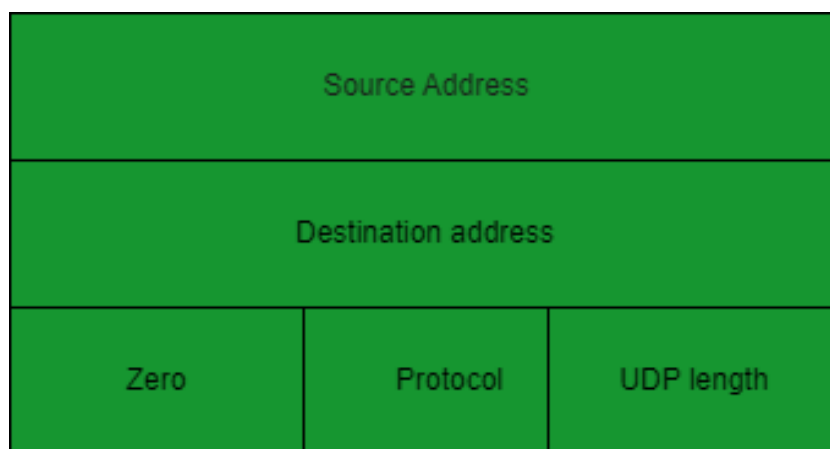 Source Address
Destination address
Zero Protocol UDP length